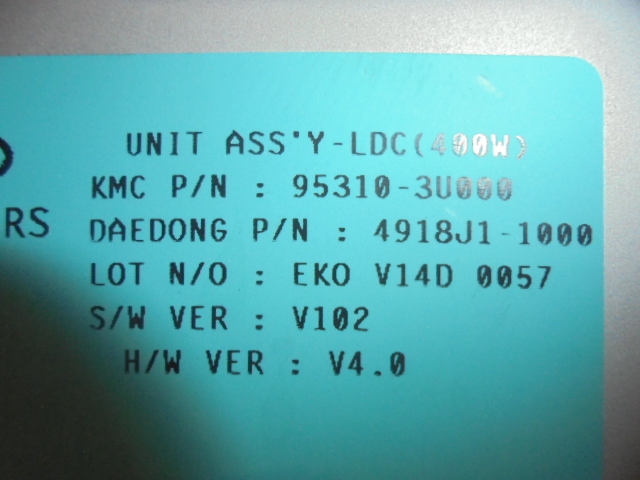 UNIT ASS'Y-LDC(400W)
KMC P/N : 95310-3U000
RS
DAEDONG P/N : 4918J1-1000
LOT N/O : EKO V14D 0057
S/W VER : V102
H/W VER : V4.0